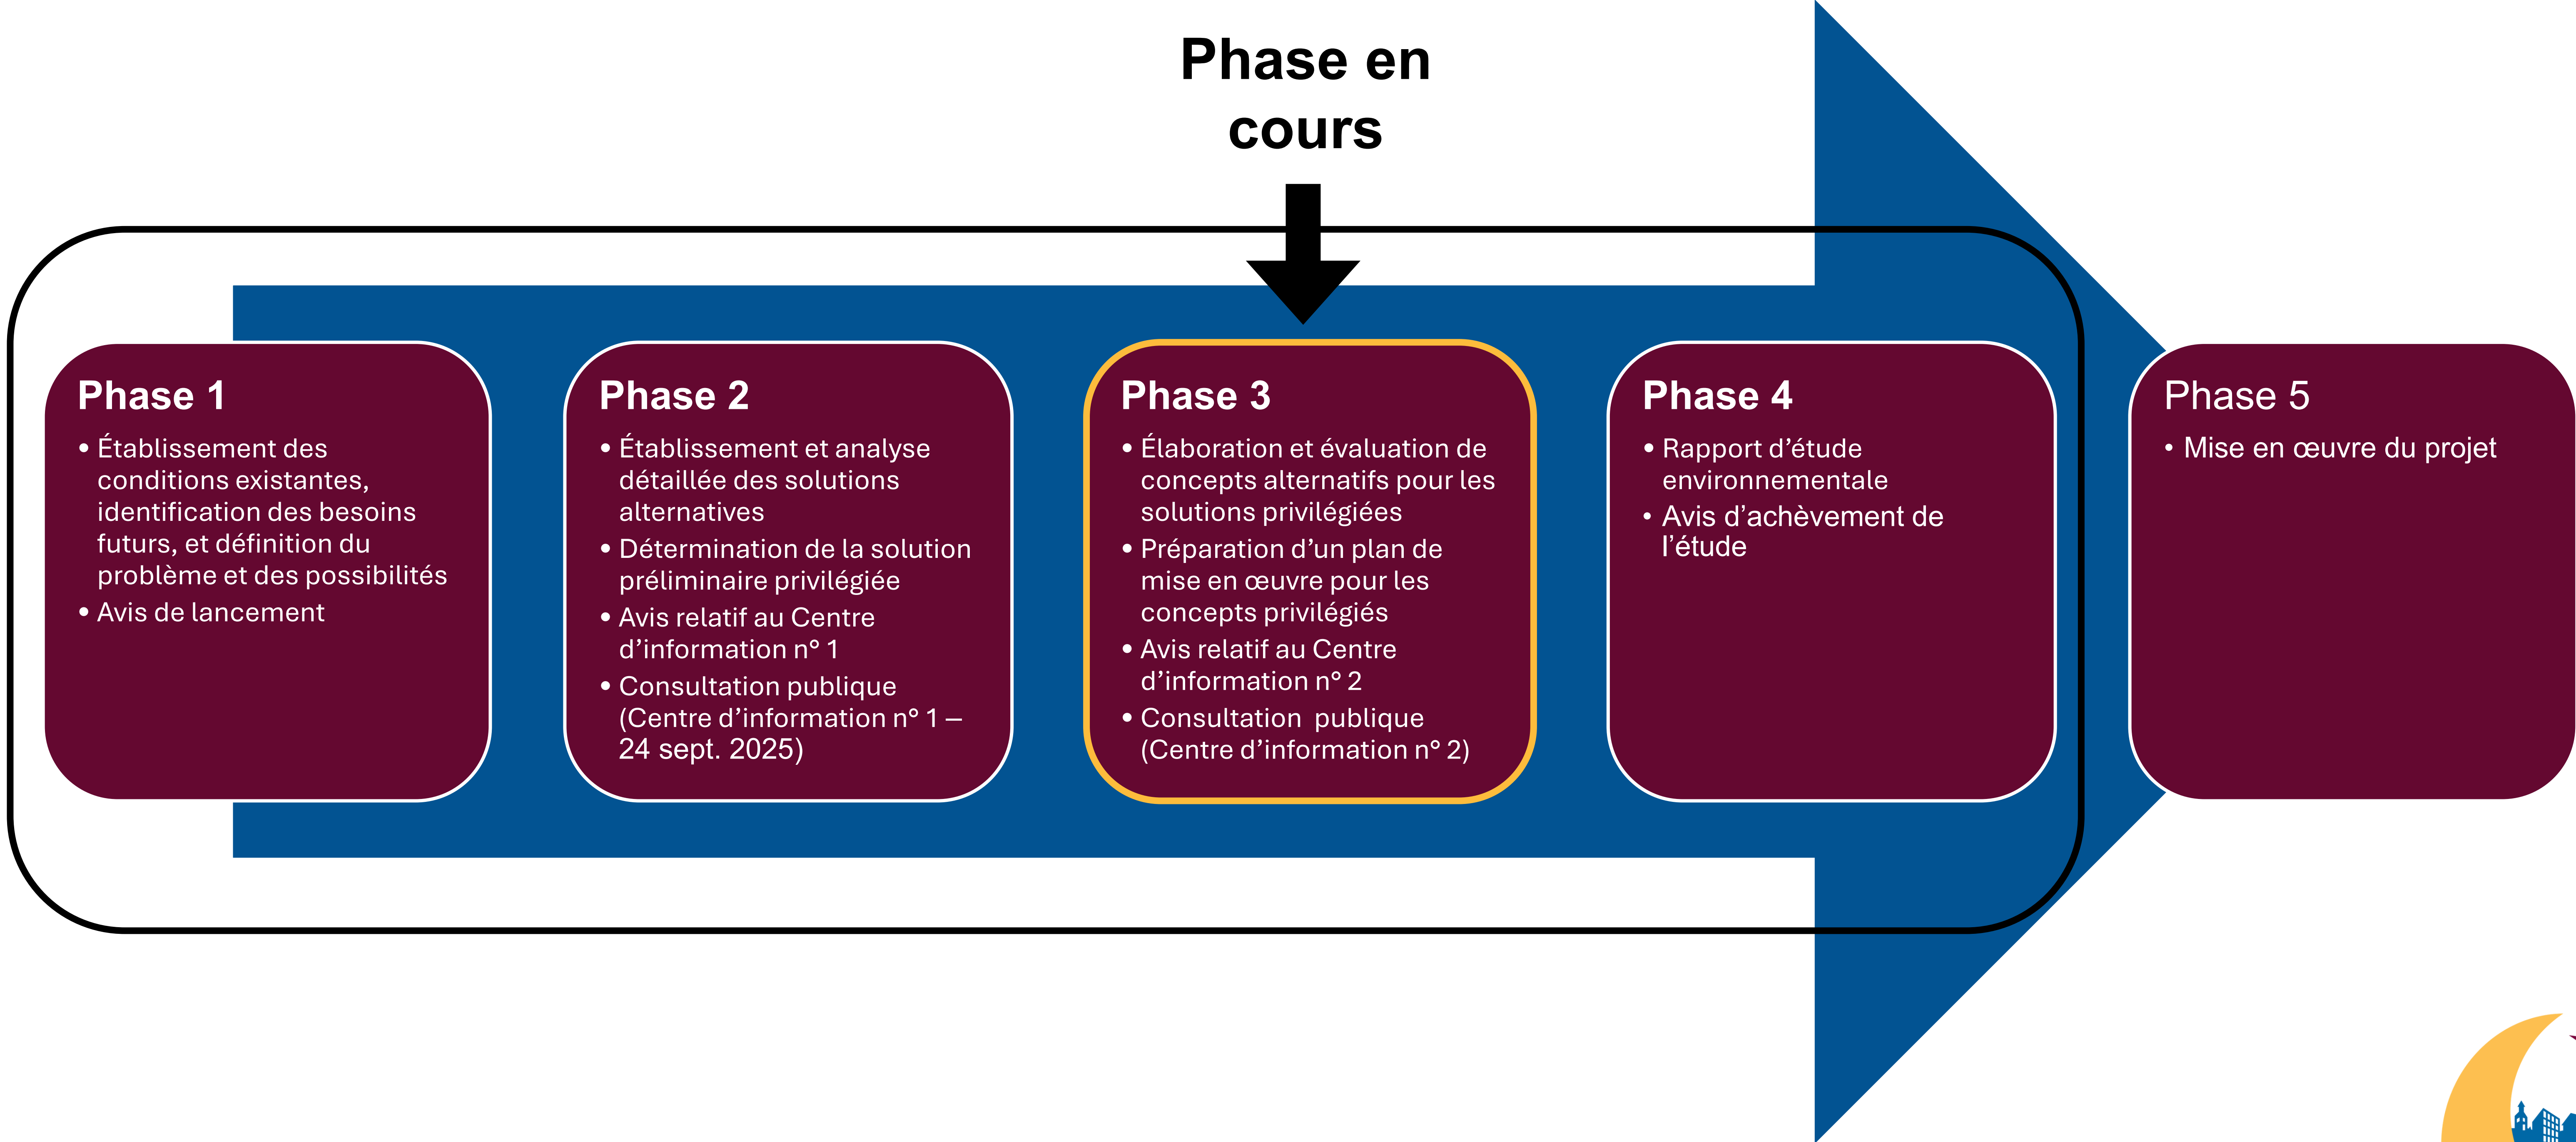 Phase en
cours
Phase 1
• Établissement des
conditions existantes,
identification des besoins
futurs, et définition du
problème et des possibilités
• Avis de lancement
Phase 2
• Établissement et analyse
détaillée des solutions
alternatives
• Détermination de la solution
préliminaire privilégiée
• Avis relatif au Centre
d’information n° 1
• Consultation publique
(Centre d’information n° 1 –
24 sept. 2025)
Phase 3
• Élaboration et évaluation de
concepts alternatifs pour les
solutions privilégiées
• Préparation d’un plan de
mise en œuvre pour les
concepts privilégiés
• Avis relatif au Centre
d’information n° 2
• Consultation  publique
(Centre d’information n° 2)
Phase 4
• Rapport d’étude
environnementale
• Avis d’achèvement de
l’étude
Phase 5
• Mise en œuvre du projet